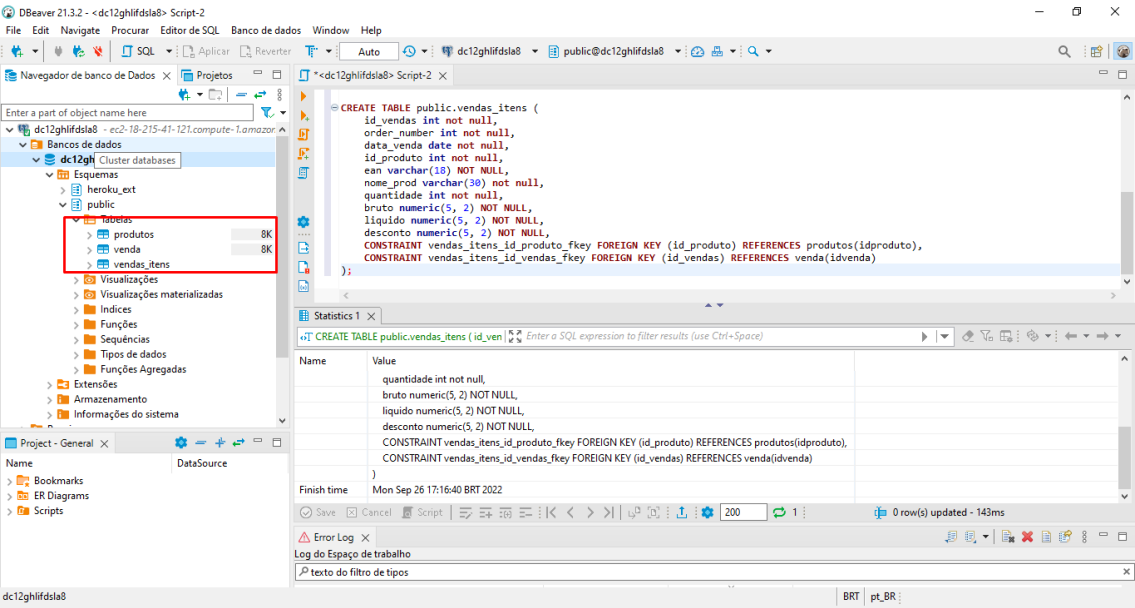 DBeaver 21.3.2 - <dc12ghlifdsla8> Script-2
File Edit Navigate Procurar Editor de SQL Banco de dados Window Help
SQL Aplicar Reverter Auto dc12ghlifdsla8 public@dc12ghlifdsla8
Navegador de banco de Dados Projetos
Enter a part of object name here
dc12ghlifdsla8 - ec2-18-215-41-121.compute-1.amazor
Bancos de dados
dc12gh Cluster databases
Esquemas
heroku_ext
public
Tabelas
produtos 8K
venda 8K
vendas_itens
Visualizações
Visualizações materializadas
Indices
Funções
Sequências
Tipos de dados
Funções Agregadas
Extensões
Armazenamento
Informações do sistema
Project - General
Name DataSource
Bookmarks
ER Diagrams
Scripts
*<dc12ghlifdsla8> Script-2
CREATE TABLE public.vendas_itens (
id_vendas int not null,
order_number int not null,
data_venda date not null,
id_produto int not null,
ean varchar(18) NOT NULL,
nome_prod varchar(30) not null,
quantidade int not null,
bruto numeric(5, 2) NOT NULL,
liquido numeric(5, 2) NOT NULL,
desconto numeric(5, 2) NOT NULL,
CONSTRAINT vendas_itens_id_produto_fkey FOREIGN KEY (id_produto) REFERENCES produtos(idproduto),
CONSTRAINT vendas_itens_id_vendas_fkey FOREIGN KEY (id_vendas) REFERENCES venda(idvenda)
);
Statistics 1
CREATE TABLE public.vendas_itens ( id_ven Enter a SQL expression to filter results (use Ctrl+Space)
Name Value
quantidade int not null,
bruto numeric(5, 2) NOT NULL,
liquido numeric(5, 2) NOT NULL,
desconto numeric(5, 2) NOT NULL,
CONSTRAINT vendas_itens_id_produto_fkey FOREIGN KEY (id_produto) REFERENCES produtos(idproduto),
CONSTRAINT vendas_itens_id_vendas_fkey FOREIGN KEY (id_vendas) REFERENCES venda(idvenda)
)
Finish time Mon Sep 26 17:16:40 BRT 2022
Save Cancel Script 200 1 0 row(s) updated - 143ms
Error Log
Log do Espaço de trabalho
texto do filtro de tipos
dc12ghlifdsla8 BRT pt_BR